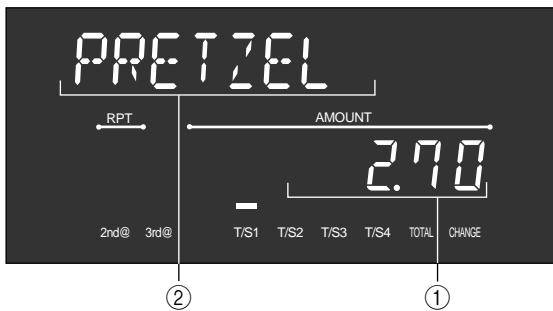 PRETZEL
RPT AMOUNT
2.70
2nd@ 3rd@ T/S1 T/S2 T/S3 T/S4 TOTAL CHANGE
② ①